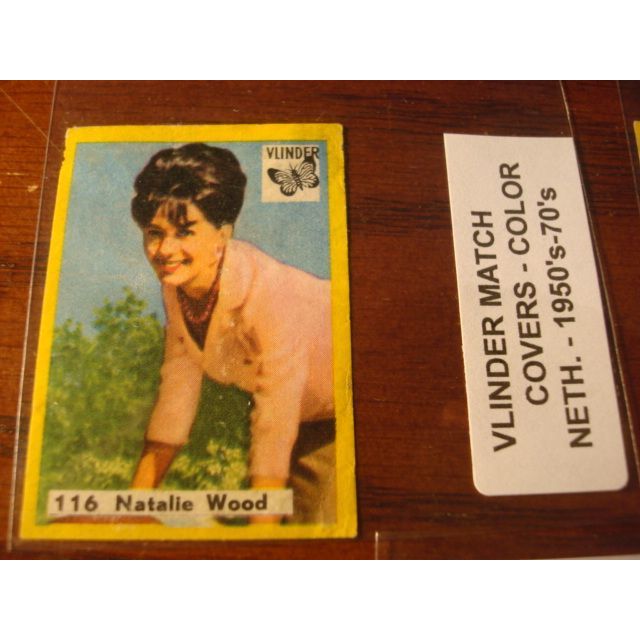 VLINDER
116 Natalie Wood
VLINDER MATCH
COVERS - COLOR
NETH. - 1950's-70's